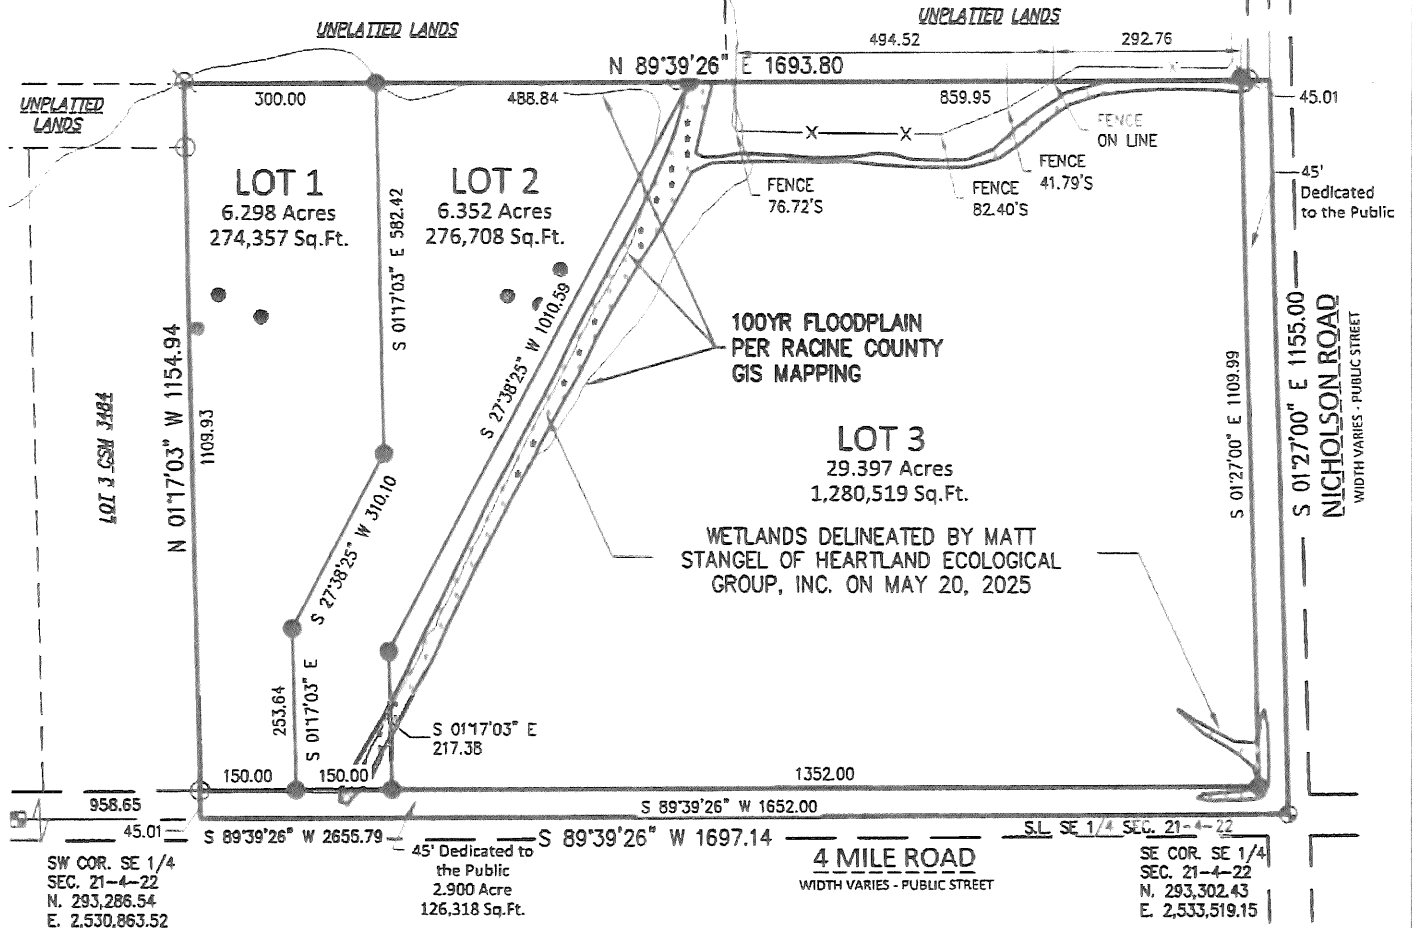 UNPLATTED LANDS
UNPLATTED LANDS
494.52
292.76
N 89°39'26" E 1693.80
UNPLATTED
LANDS
300.00
488.84
859.95
45.01
FENCE
ON LINE
FENCE
41.79'S
FENCE
82.40'S
FENCE
76.72'S
45'
Dedicated
to the Public
LOT 1
6.298 Acres
274,357 Sq.Ft.
LOT 2
6.352 Acres
276,708 Sq.Ft.
S 01°17'03" E 582.42
S 27°38'25" W 1010.59
X
X
X
100YR FLOODPLAIN
PER RACINE COUNTY
GIS MAPPING
N 01°17'03" W 1154.94
1109.93
LOT 3 CSM 3484
S 01°27'00" E 1109.99
S 01°27'00" E 1155.00
NICHOLSON ROAD
WIDTH VARIES - PUBLIC STREET
LOT 3
29.397 Acres
1,280,519 Sq.Ft.
WETLANDS DELINEATED BY MATT
STANGEL OF HEARTLAND ECOLOGICAL
GROUP, INC. ON MAY 20, 2025
S 27°38'25" W 310.10
253.64
S 01°17'03" E
S 01°17'03" E
217.38
150.00
150.00
1352.00
958.65
S 89°39'26" W 1652.00
45.01
S 89°39'26" W 2655.79
S 89°39'26" W 1697.14
S.L. SE 1/4 SEC. 21-4-22
SW COR. SE 1/4
SEC. 21-4-22
N. 293,286.54
E. 2,530,863.52
45' Dedicated to
the Public
2.900 Acre
126,318 Sq.Ft.
4 MILE ROAD
WIDTH VARIES - PUBLIC STREET
SE COR. SE 1/4
SEC. 21-4-22
N. 293,302.43
E. 2,533,519.15